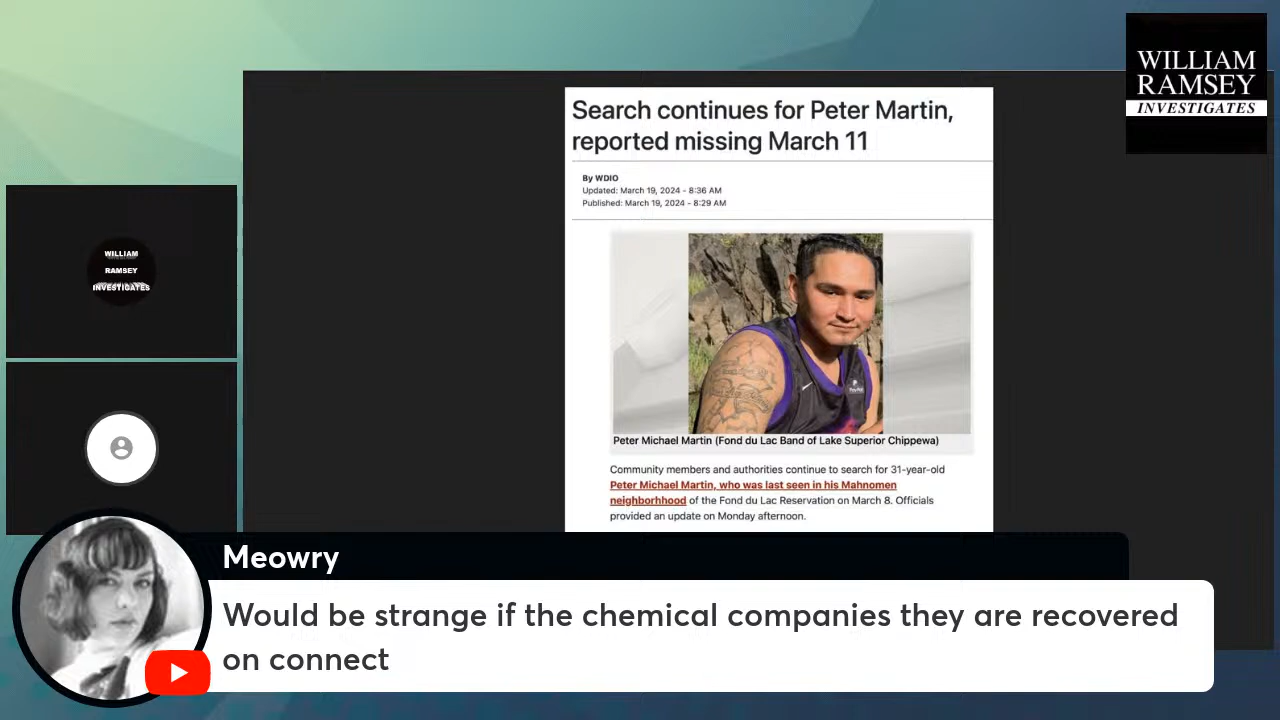 WILLIAM
RAMSEY
INVESTIGATES
Search continues for Peter Martin,
reported missing March 11
By WDIO
Updated: March 19, 2024 - 8:36 AM
Published: March 19, 2024 - 8:29 AM
Peter Michael Martin (Fond du Lac Band of Lake Superior Chippewa)
Community members and authorities continue to search for 31-year-old
Peter Michael Martin, who was last seen in his Mahnomen
neighborhhood of the Fond du Lac Reservation on March 8. Officials
provided an update on Monday afternoon.
WILLIAM
RAMSEY
INVESTIGATES
Meowry
Would be strange if the chemical companies they are recovered
on connect